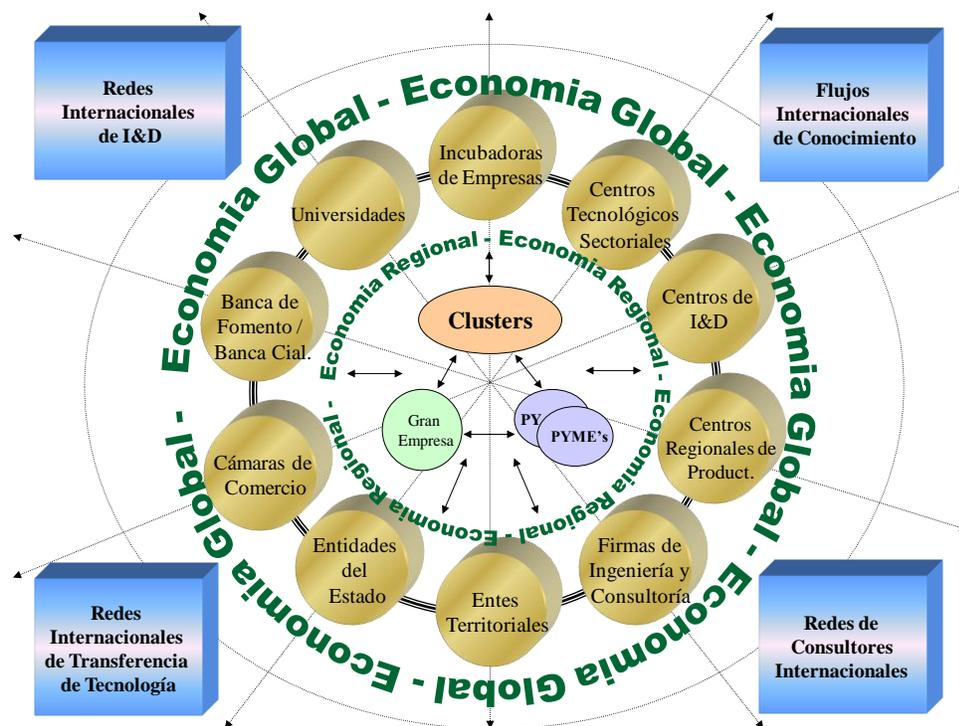 Redes
Internacionales
de I&D
Flujos
Internacionales
de Conocimiento
Economia Global - Economia Global - Economia Global - Economia Global - Economia Global - Economia Global -
Incubadoras
de Empresas
Universidades
Centros
Tecnológicos
Sectoriales
Banca de
Fomento /
Banca Cial.
Centros de
I&D
Economia Regional - Economia Regional - Economia Regional - Economia Regional -
Clusters
Gran
Empresa
PY
PYME's
Centros
Regionales de
Product.
Cámaras de
Comercio
Entidades
del
Estado
Firmas de
Ingeniería y
Consultoría
Entes
Territoriales
Redes
Internacionales
de Transferencia
de Tecnología
Redes de
Consultores
Internacionales